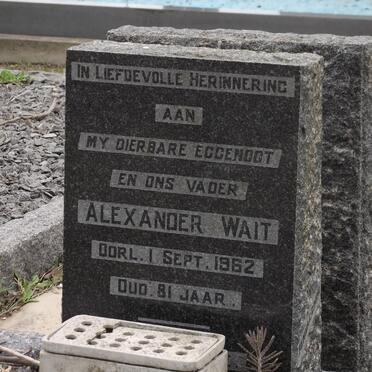 IN LIEFDEVOLLE HERINNERING
AAN
MY DIERBARE EGGENOOT
EN ONS VADER
ALEXANDER WAIT
OORL. 1 SEPT. 1962
OUD. 81 JAAR.